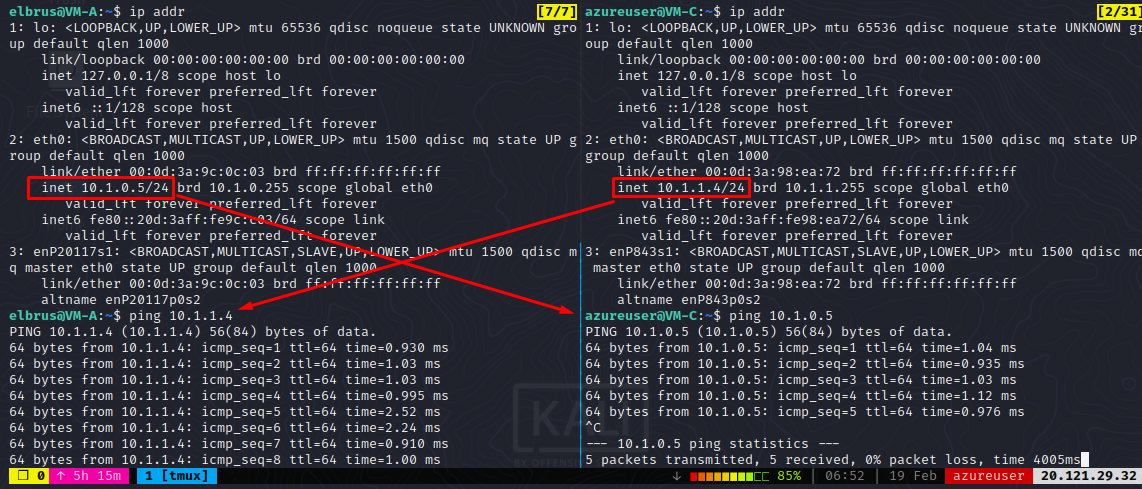 elbrus@VM-A:~$ ip addr [7/7]
1: lo: <LOOPBACK,UP,LOWER_UP> mtu 65536 qdisc noqueue state UNKNOWN gro
up default qlen 1000
link/loopback 00:00:00:00:00:00 brd 00:00:00:00:00:00
inet 127.0.0.1/8 scope host lo
valid_lft forever preferred_lft forever
inet6 ::1/128 scope host
valid_lft forever preferred_lft forever
2: eth0: <BROADCAST,MULTICAST,UP,LOWER_UP> mtu 1500 qdisc mq state UP g
roup default qlen 1000
link/ether 00:0d:3a:9c:0c:03 brd ff:ff:ff:ff:ff:ff
inet 10.1.0.5/24 brd 10.1.0.255 scope global eth0
valid_lft forever preferred_lft forever
inet6 fe80::20d:3aff:fe9c:c03/64 scope link
valid_lft forever preferred_lft forever
3: enP20117s1: <BROADCAST,MULTICAST,SLAVE,UP,LOWER_UP> mtu 1500 qdisc m
q master eth0 state UP group default qlen 1000
link/ether 00:0d:3a:9c:0c:03 brd ff:ff:ff:ff:ff:ff
altname enP20117p0s2
elbrus@VM-A:~$ ping 10.1.1.4
PING 10.1.1.4 (10.1.1.4) 56(84) bytes of data.
64 bytes from 10.1.1.4: icmp_seq=1 ttl=64 time=0.930 ms
64 bytes from 10.1.1.4: icmp_seq=2 ttl=64 time=1.03 ms
64 bytes from 10.1.1.4: icmp_seq=3 ttl=64 time=1.03 ms
64 bytes from 10.1.1.4: icmp_seq=4 ttl=64 time=0.995 ms
64 bytes from 10.1.1.4: icmp_seq=5 ttl=64 time=2.52 ms
64 bytes from 10.1.1.4: icmp_seq=6 ttl=64 time=2.24 ms
64 bytes from 10.1.1.4: icmp_seq=7 ttl=64 time=0.910 ms
64 bytes from 10.1.1.4: icmp_seq=8 ttl=64 time=1.00 ms
azureuser@VM-C:~$ ip addr [2/31]
1: lo: <LOOPBACK,UP,LOWER_UP> mtu 65536 qdisc noqueue state UNKNOWN gr
oup default qlen 1000
link/loopback 00:00:00:00:00:00 brd 00:00:00:00:00:00
inet 127.0.0.1/8 scope host lo
valid_lft forever preferred_lft forever
inet6 ::1/128 scope host
valid_lft forever preferred_lft forever
2: eth0: <BROADCAST,MULTICAST,UP,LOWER_UP> mtu 1500 qdisc mq state UP
group default qlen 1000
link/ether 00:0d:3a:98:ea:72 brd ff:ff:ff:ff:ff:ff
inet 10.1.1.4/24 brd 10.1.1.255 scope global eth0
valid_lft forever preferred_lft forever
inet6 fe80::20d:3aff:fe98:ea72/64 scope link
valid_lft forever preferred_lft forever
3: enP843s1: <BROADCAST,MULTICAST,SLAVE,UP,LOWER_UP> mtu 1500 qdisc mq
master eth0 state UP group default qlen 1000
link/ether 00:0d:3a:98:ea:72 brd ff:ff:ff:ff:ff:ff
altname enP843p0s2
azureuser@VM-C:~$ ping 10.1.0.5
PING 10.1.0.5 (10.1.0.5) 56(84) bytes of data.
64 bytes from 10.1.0.5: icmp_seq=1 ttl=64 time=1.04 ms
64 bytes from 10.1.0.5: icmp_seq=2 ttl=64 time=0.935 ms
64 bytes from 10.1.0.5: icmp_seq=3 ttl=64 time=1.03 ms
64 bytes from 10.1.0.5: icmp_seq=4 ttl=64 time=1.12 ms
64 bytes from 10.1.0.5: icmp_seq=5 ttl=64 time=0.976 ms
^C
--- 10.1.0.5 ping statistics ---
5 packets transmitted, 5 received, 0% packet loss, time 4005ms
KALI
❐ 0 ↑ 5h 15m 1 [tmux] ↓ 85% | 06:52 | 19 Feb azureuser 20.121.29.32